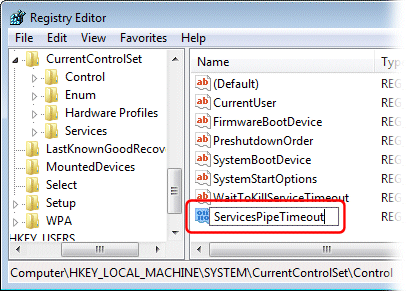 Registry Editor
File Edit View Favorites Help
CurrentControlSet
Control
Enum
Hardware Profiles
Services
LastKnownGoodRecov
MountedDevices
Select
Setup
WPA
HKEY_USERS
Name Ty
(Default) REG
CurrentUser REG
FirmwareBootDevice REG
PreshutdownOrder REG
SystemBootDevice REG
SystemStartOptions REG
WaitToKillServiceTimeout REG
ServicesPipeTimeout REG
Computer\HKEY_LOCAL_MACHINE\SYSTEM\CurrentControlSet\Control